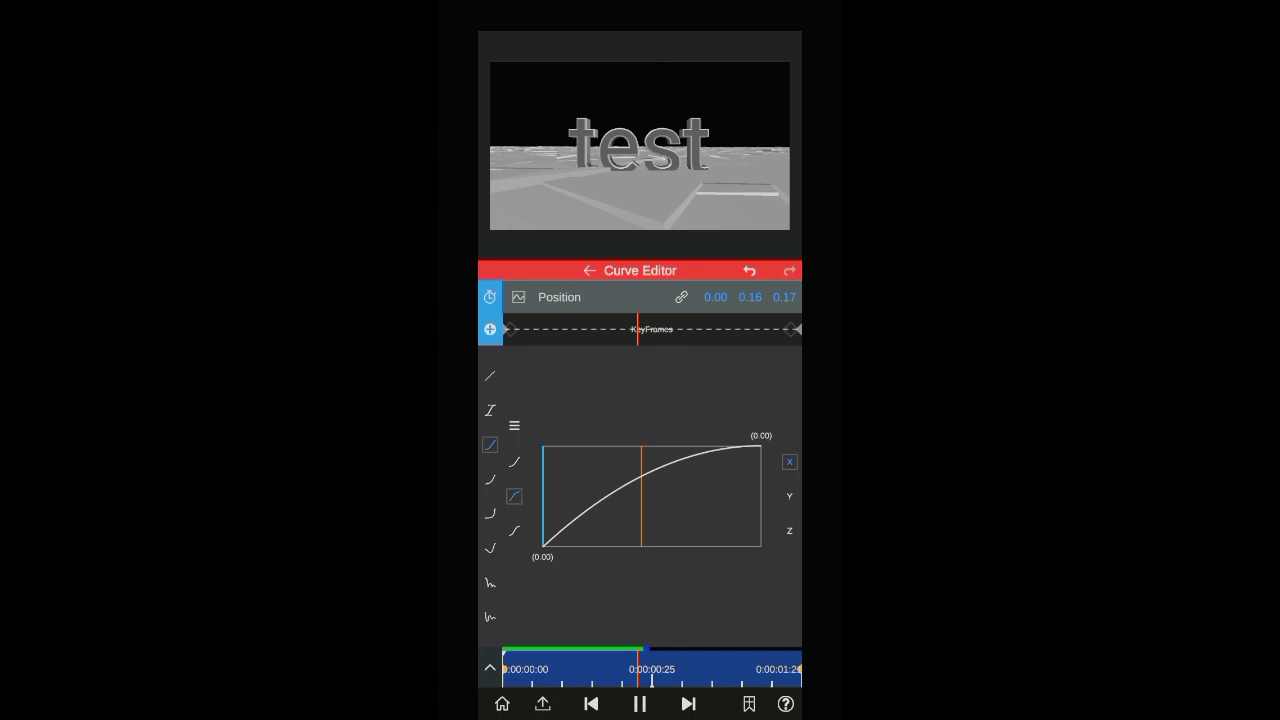 test
Curve Editor
Position 0.00 0.16 0.17
KeyFrames
(0.00)
X
Y
Z
(0.00)
0:00:00:00 0:00:00:25